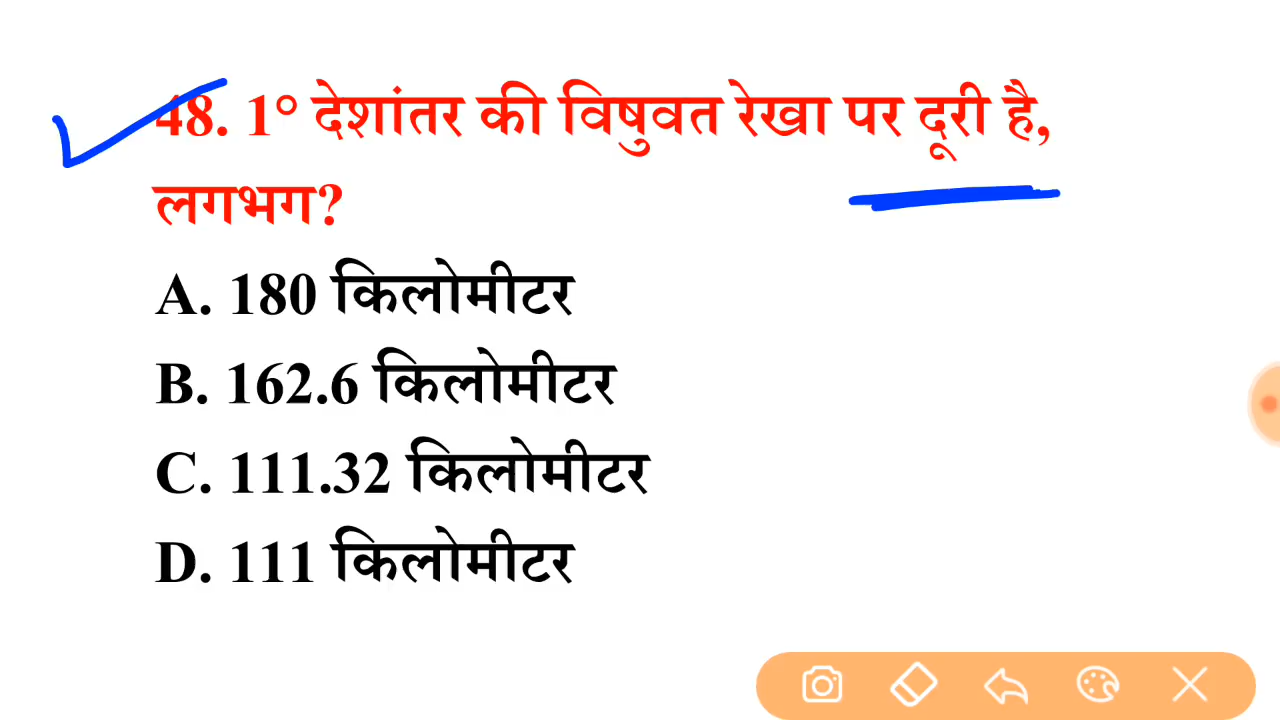 48. 1° देशांतर की विषुवत रेखा पर दूरी है,
लगभग?
A. 180 किलोमीटर
B. 162.6 किलोमीटर
C. 111.32 किलोमीटर
D. 111 किलोमीटर